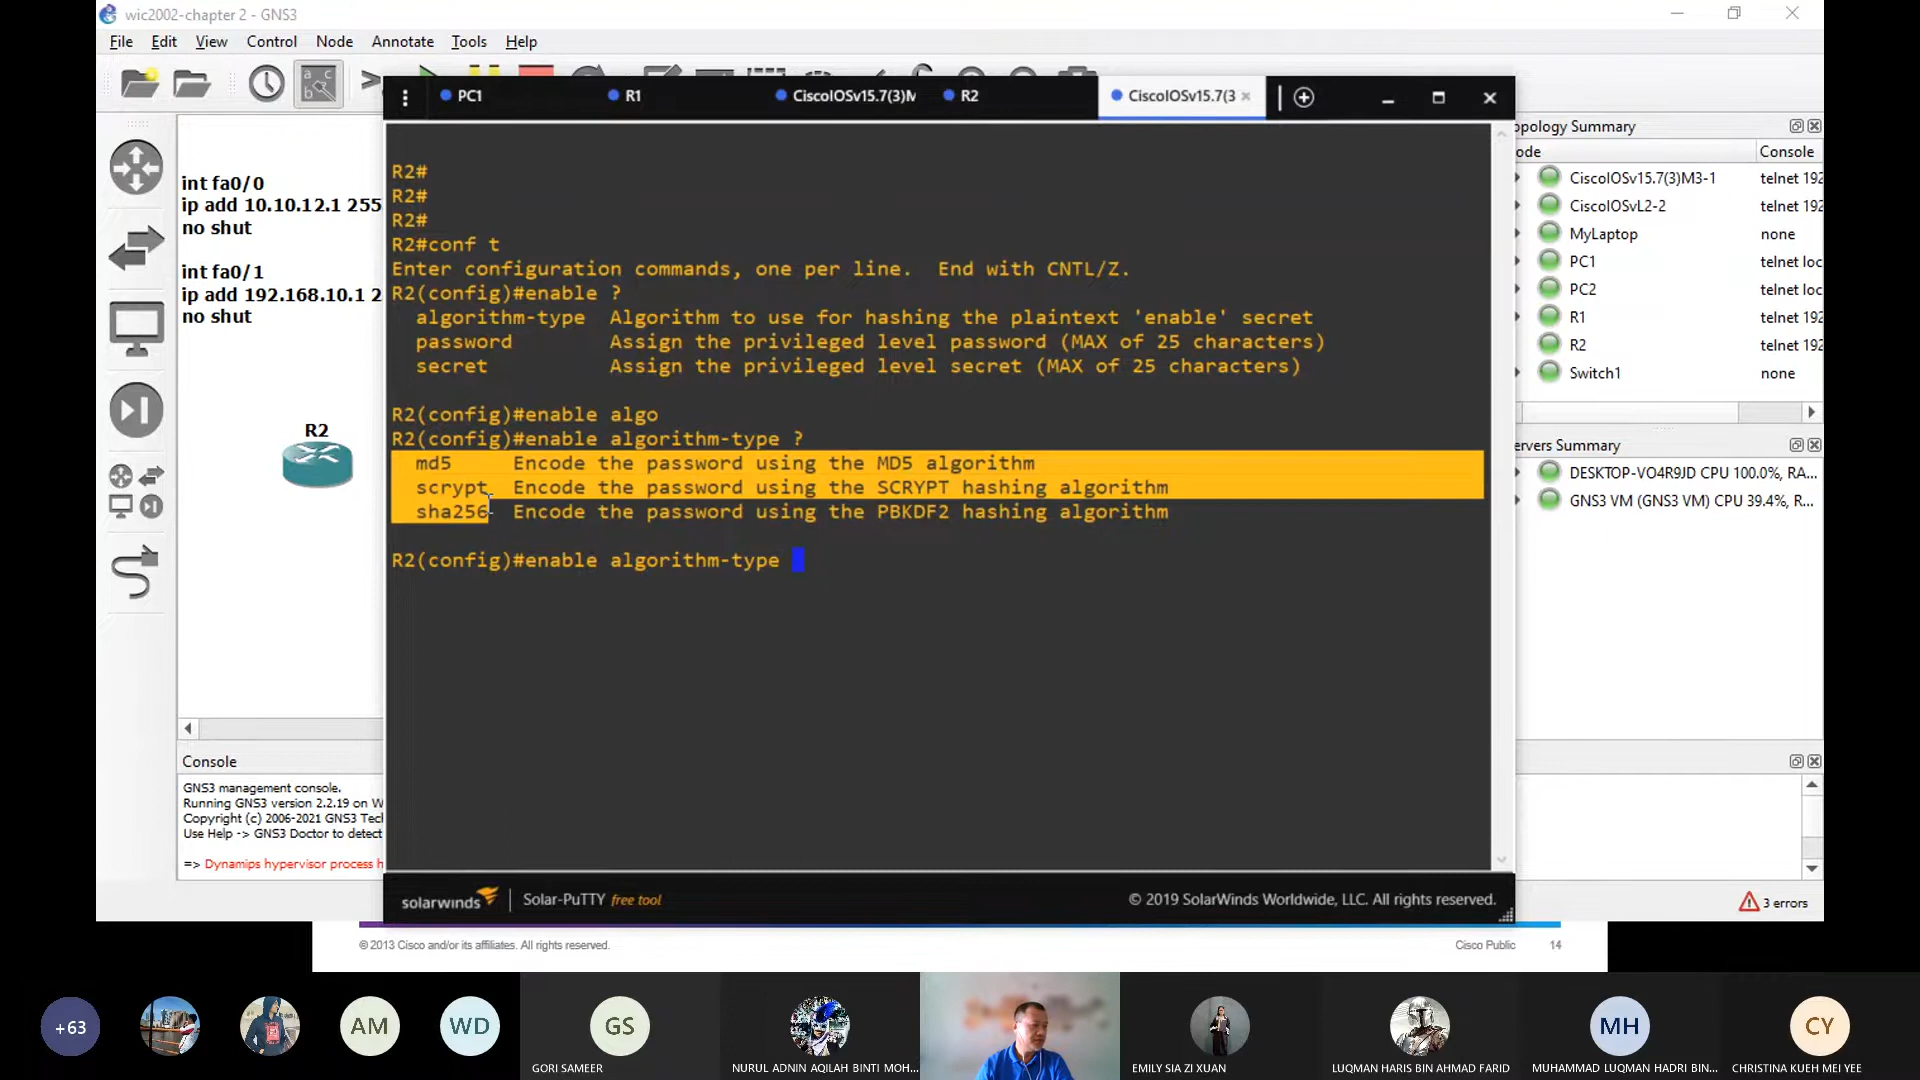 wic2002-chapter 2 - GNS3
File Edit View Control Node Annotate Tools Help
PC1 R1 CiscoIOSv15.7(3)M R2 CiscoIOSv15.7(3
int fa0/0
ip add 10.10.12.1 255
no shut
int fa0/1
ip add 192.168.10.1 2
no shut
R2
R2#
R2#
R2#
R2#conf t
Enter configuration commands, one per line.  End with CNTL/Z.
R2(config)#enable ?
algorithm-type  Algorithm to use for hashing the plaintext 'enable' secret
password        Assign the privileged level password (MAX of 25 characters)
secret          Assign the privileged level secret (MAX of 25 characters)
R2(config)#enable algo
R2(config)#enable algorithm-type ?
md5     Encode the password using the MD5 algorithm
scrypt  Encode the password using the SCRYPT hashing algorithm
sha256  Encode the password using the PBKDF2 hashing algorithm
R2(config)#enable algorithm-type
opology Summary
ode Console
CiscoIOSv15.7(3)M3-1 telnet 192
CiscoIOSvL2-2 telnet 192
MyLaptop none
PC1 telnet loc
PC2 telnet loc
R1 telnet 192
R2 telnet 192
Switch1 none
ervers Summary
DESKTOP-VO4R9JD CPU 100.0%, RA...
GNS3 VM (GNS3 VM) CPU 39.4%, R...
Console
GNS3 management console.
Running GNS3 version 2.2.19 on W
Copyright (c) 2006-2021 GNS3 Tecl
Use Help -> GNS3 Doctor to detect
=> Dynamips hypervisor process h
solarwinds Solar-PuTTY free tool © 2019 SolarWinds Worldwide, LLC. All rights reserved.
3 errors
© 2013 Cisco and/or its affiliates. All rights reserved. Cisco Public 14
+63 AM WD GS MH CY
GORI SAMEER NURUL ADNIN AQILAH BINTI MOH... EMILY SIA ZI XUAN LUQMAN HARIS BIN AHMAD FARID MUHAMMAD LUQMAN HADRI BIN... CHRISTINA KUEH MEI YEE